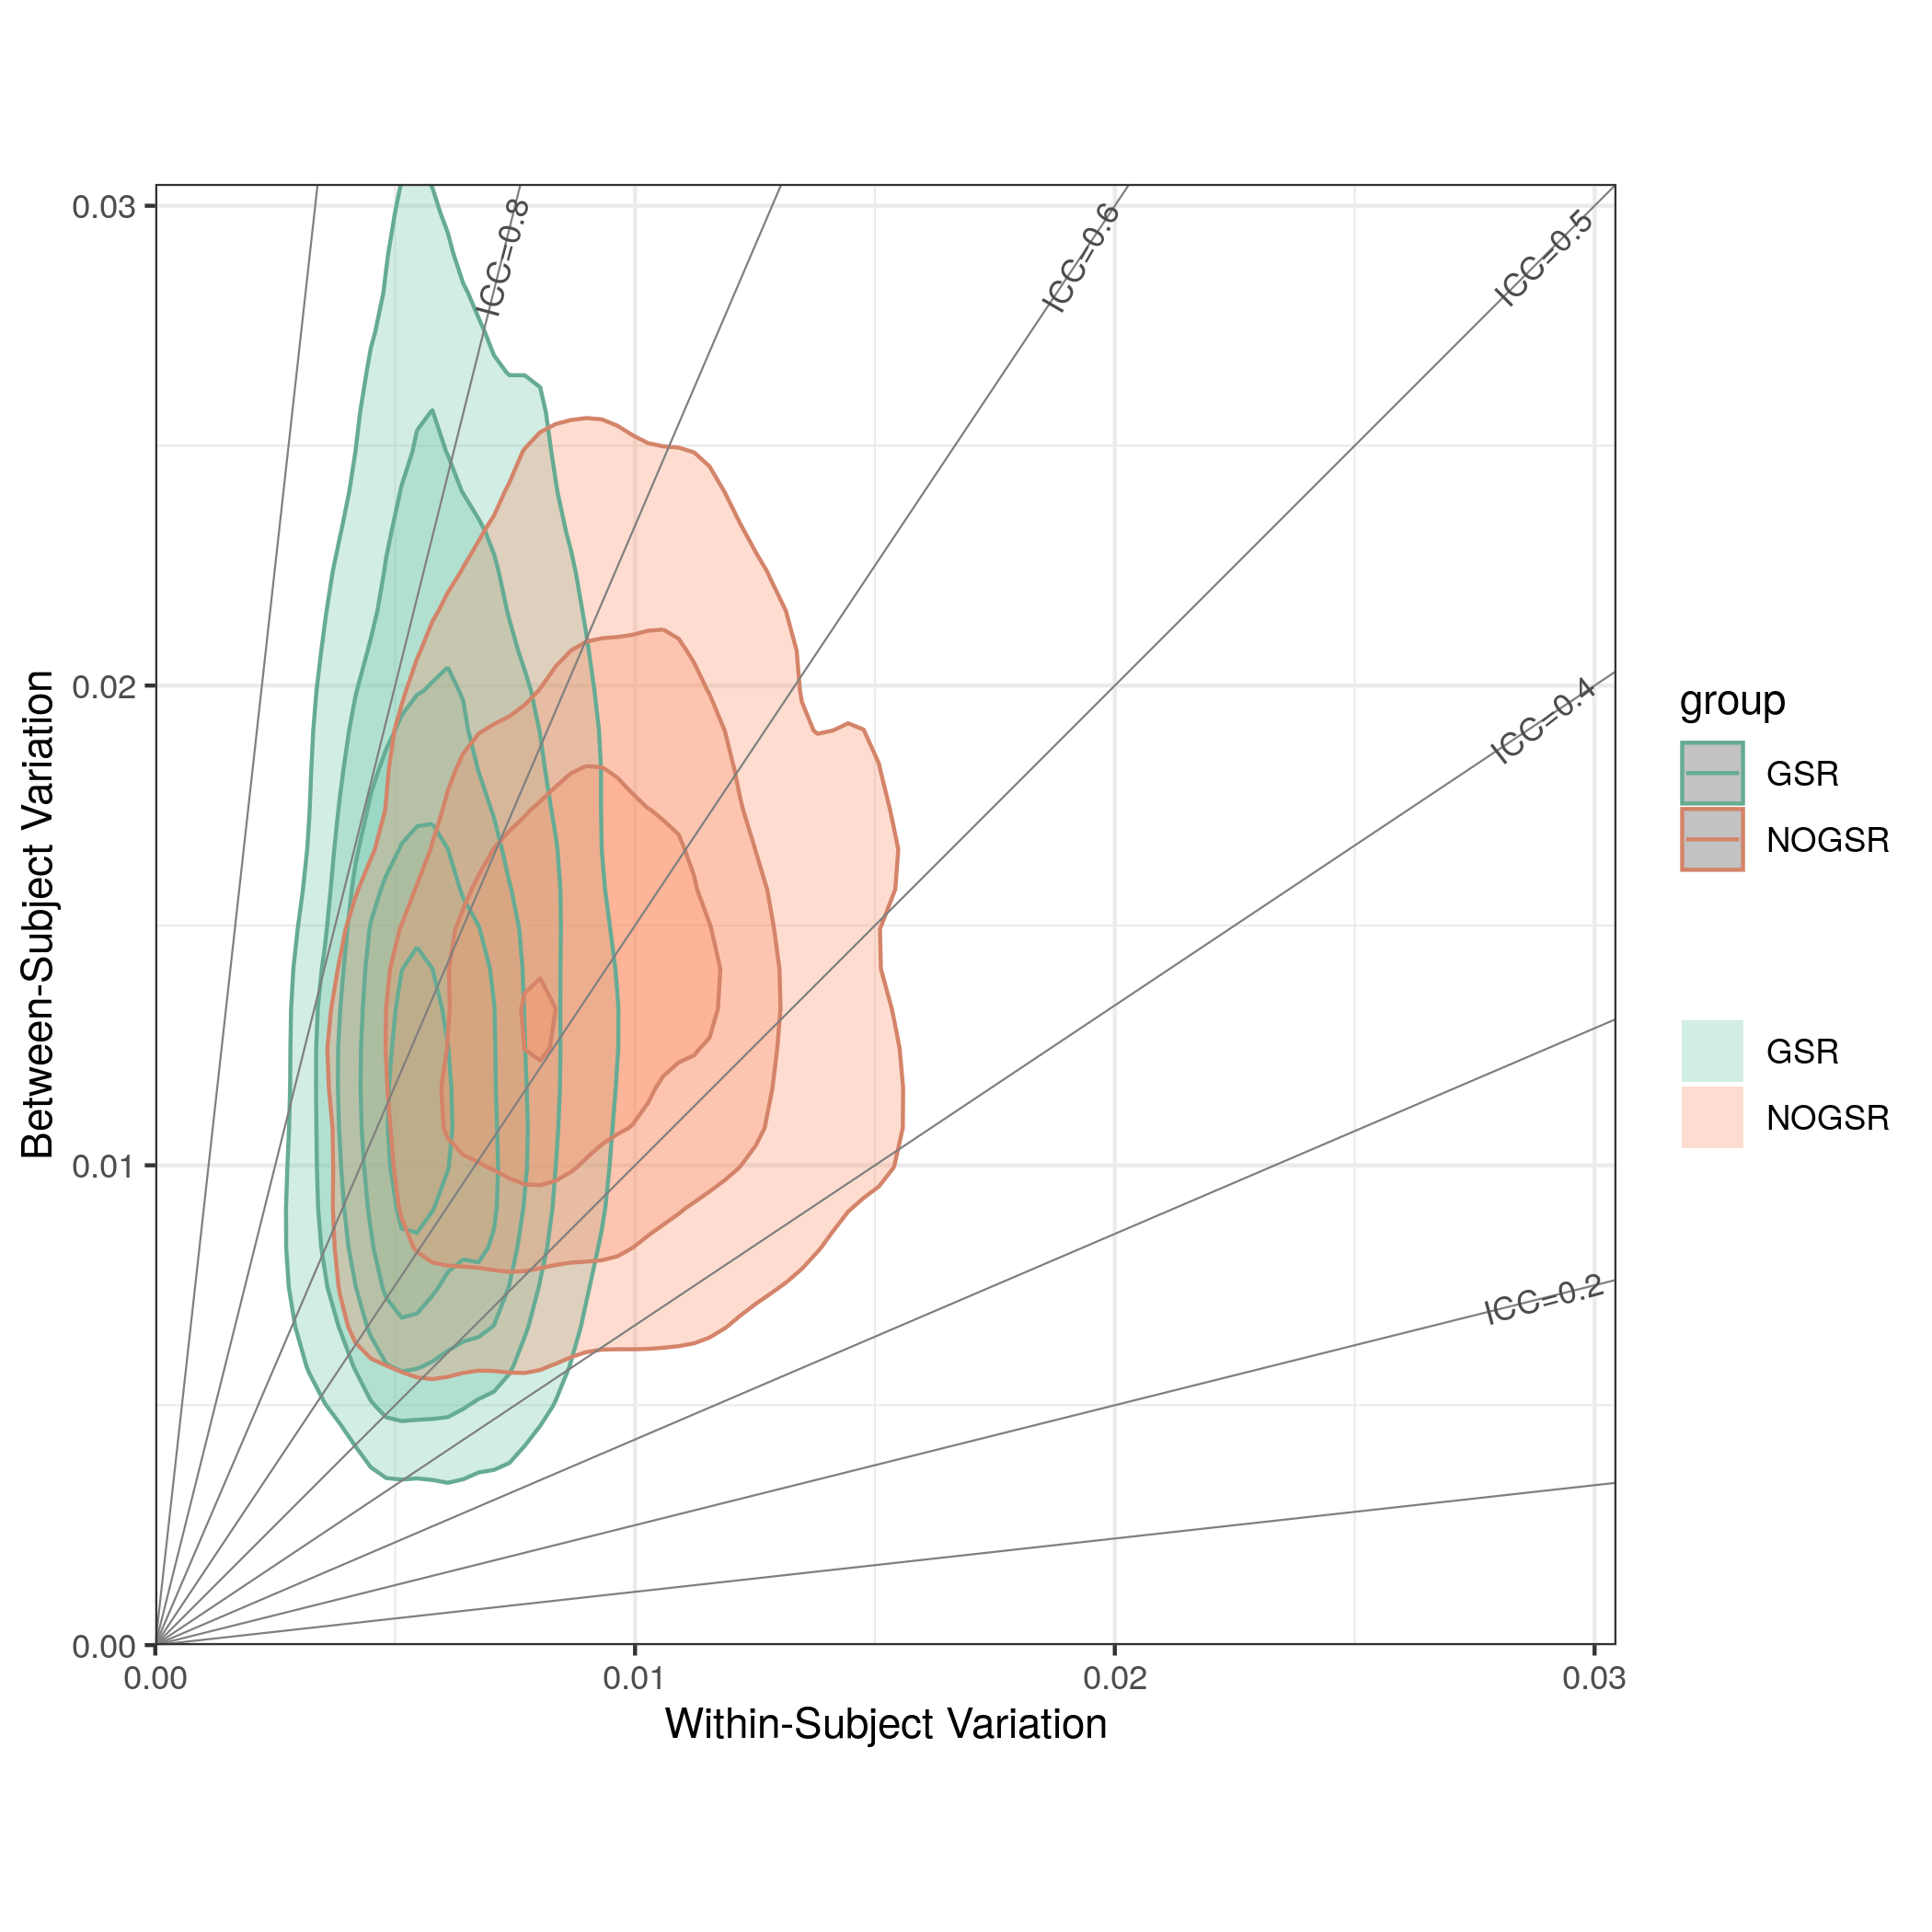 0.03
0.02
0.01
0.00
Between-Subject Variation
ICC=0.8
ICC=0.6
ICC=0.5
ICC=0.4
ICC=0.2
0.00
0.01
0.02
0.03
Within-Subject Variation
group
GSR
NOGSR
GSR
NOGSR